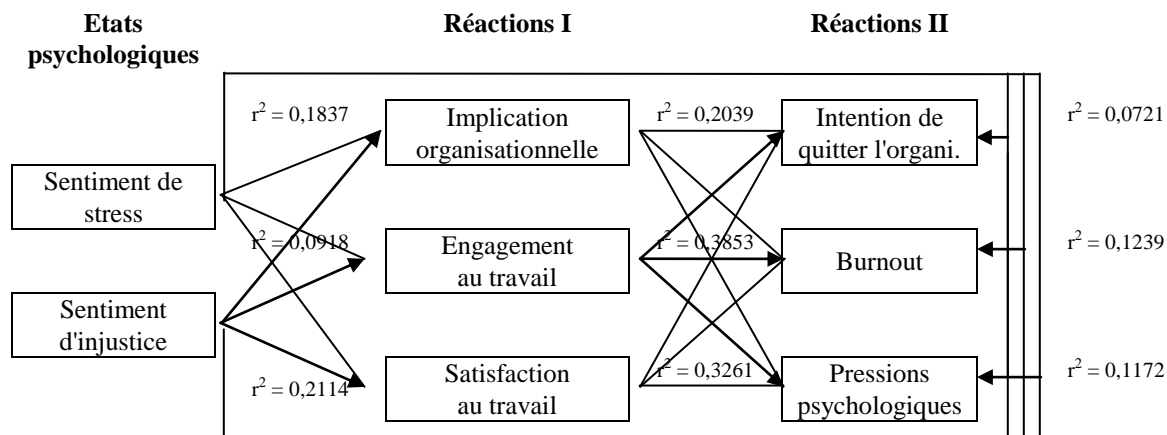 Etats
psychologiques
Réactions I
Réactions II
r² = 0,1837
Implication
organisationnelle
r² = 0,2039
Intention de
quitter l'organi.
r² = 0,0721
Sentiment de
stress
r² = 0,0918
Engagement
au travail
r² = 0,3853
Burnout
r² = 0,1239
Sentiment
d'injustice
r² = 0,2114
Satisfaction
au travail
r² = 0,3261
Pressions
psychologiques
r² = 0,1172